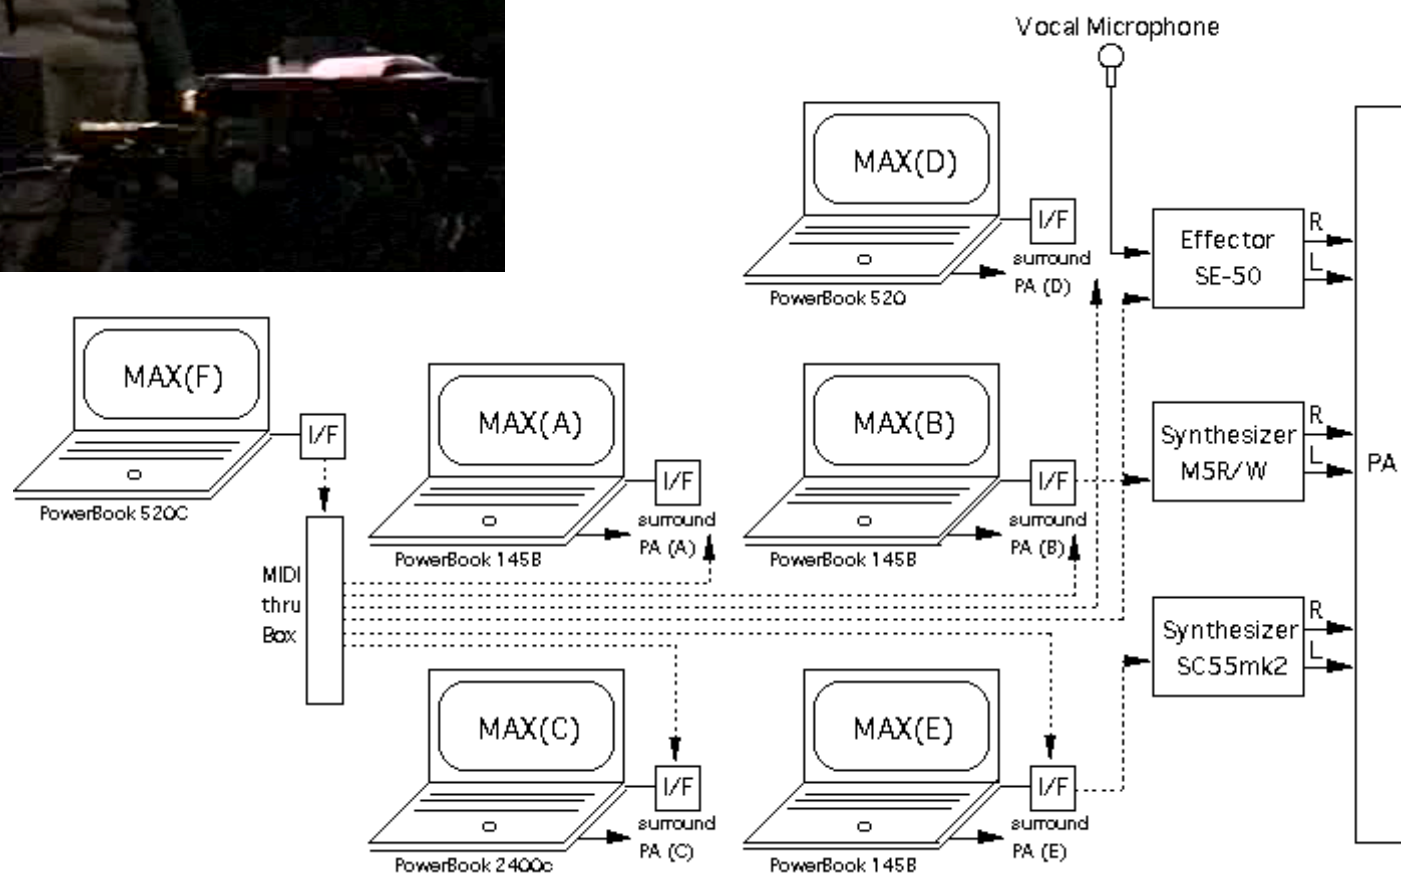 Vocal Microphone
MAX(D)
I/F
surround
PA (D)
PowerBook 520
Effector
SE-50
R
L
MAX(F)
I/F
PowerBook 520C
MAX(A)
I/F
surround
PA (A)
PowerBook 145B
MAX(B)
I/F
surround
PA (B)
PowerBook 145B
Synthesizer
M5R/W
R
L
PA
MIDI
thru
Box
Synthesizer
SC55mk2
R
L
MAX(C)
I/F
surround
PA (C)
PowerBook 2400c
MAX(E)
I/F
surround
PA (E)
PowerBook 145B